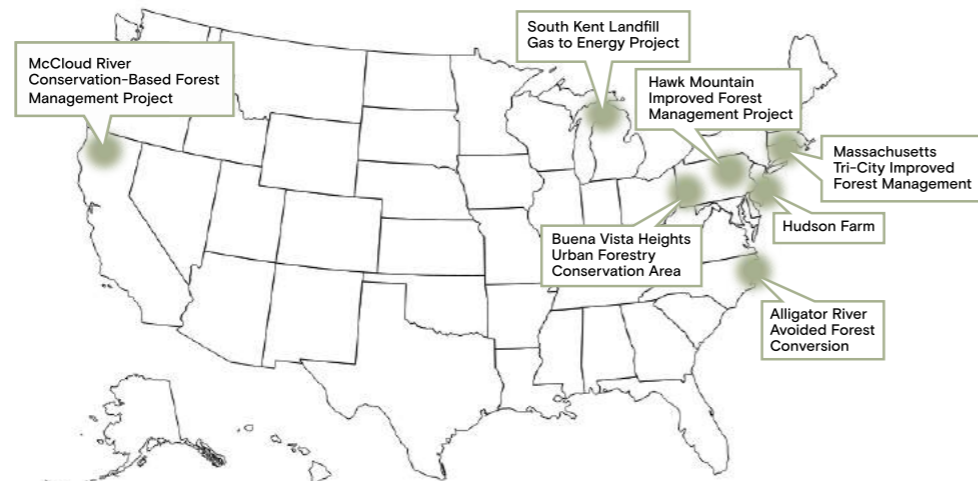 South Kent Landfill
Gas to Energy Project
McCloud River
Conservation-Based Forest
Management Project
Hawk Mountain
Improved Forest
Management Project
Massachusetts
Tri-City Improved
Forest Management
Hudson Farm
Buena Vista Heights
Urban Forestry
Conservation Area
Alligator River
Avoided Forest
Conversion